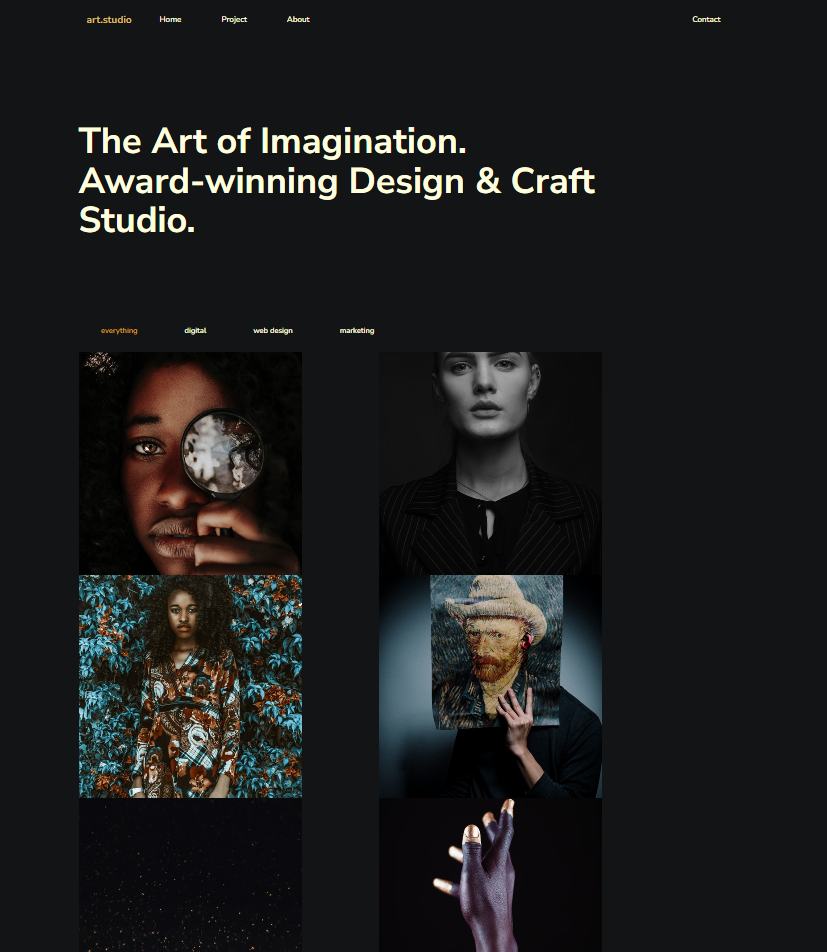 art.studio Home Project About Contact
The Art of Imagination.
Award-winning Design & Craft
Studio.
everything digital web design marketing